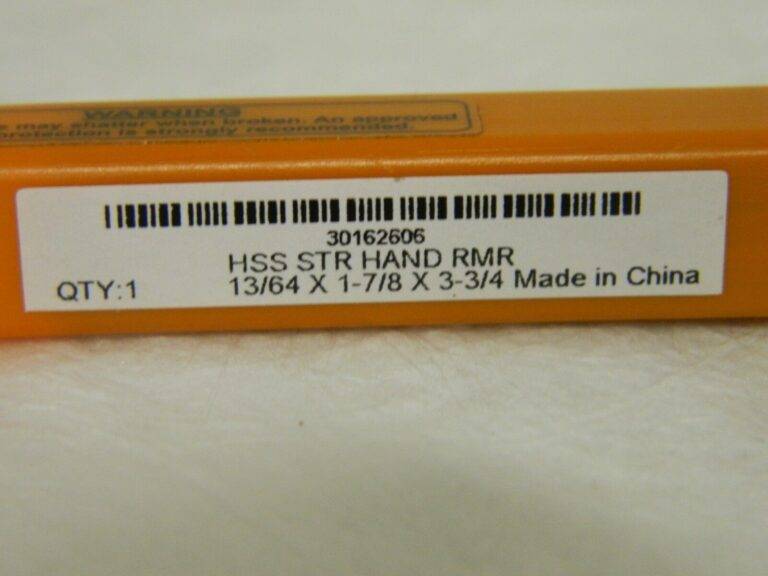 WARNING
may shatter when broken. An approved
protection is strongly recommended.
30162606
HSS STR HAND RMR
QTY:1 13/64 X 1-7/8 X 3-3/4 Made in China